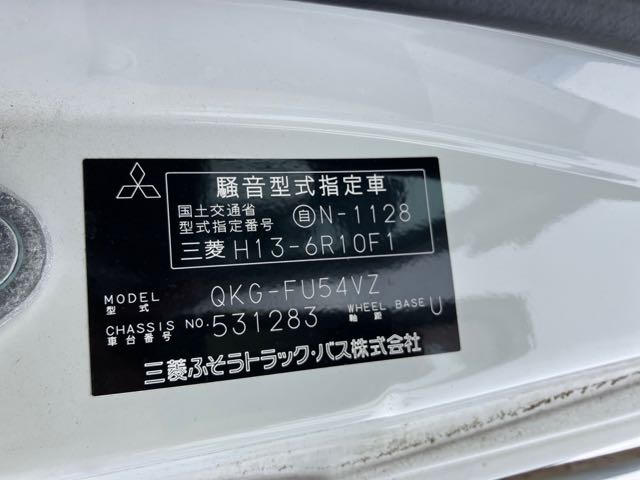 騒音型式指定車
国土交通省
型式指定番号 自N-1128
三菱 H13-6R10F1
MODEL 型式 QKG-FU54VZ
CHASSIS NO. 車台番号 531283 WHEEL BASE 軸距 U
三菱ふそうトラック・バス株式会社